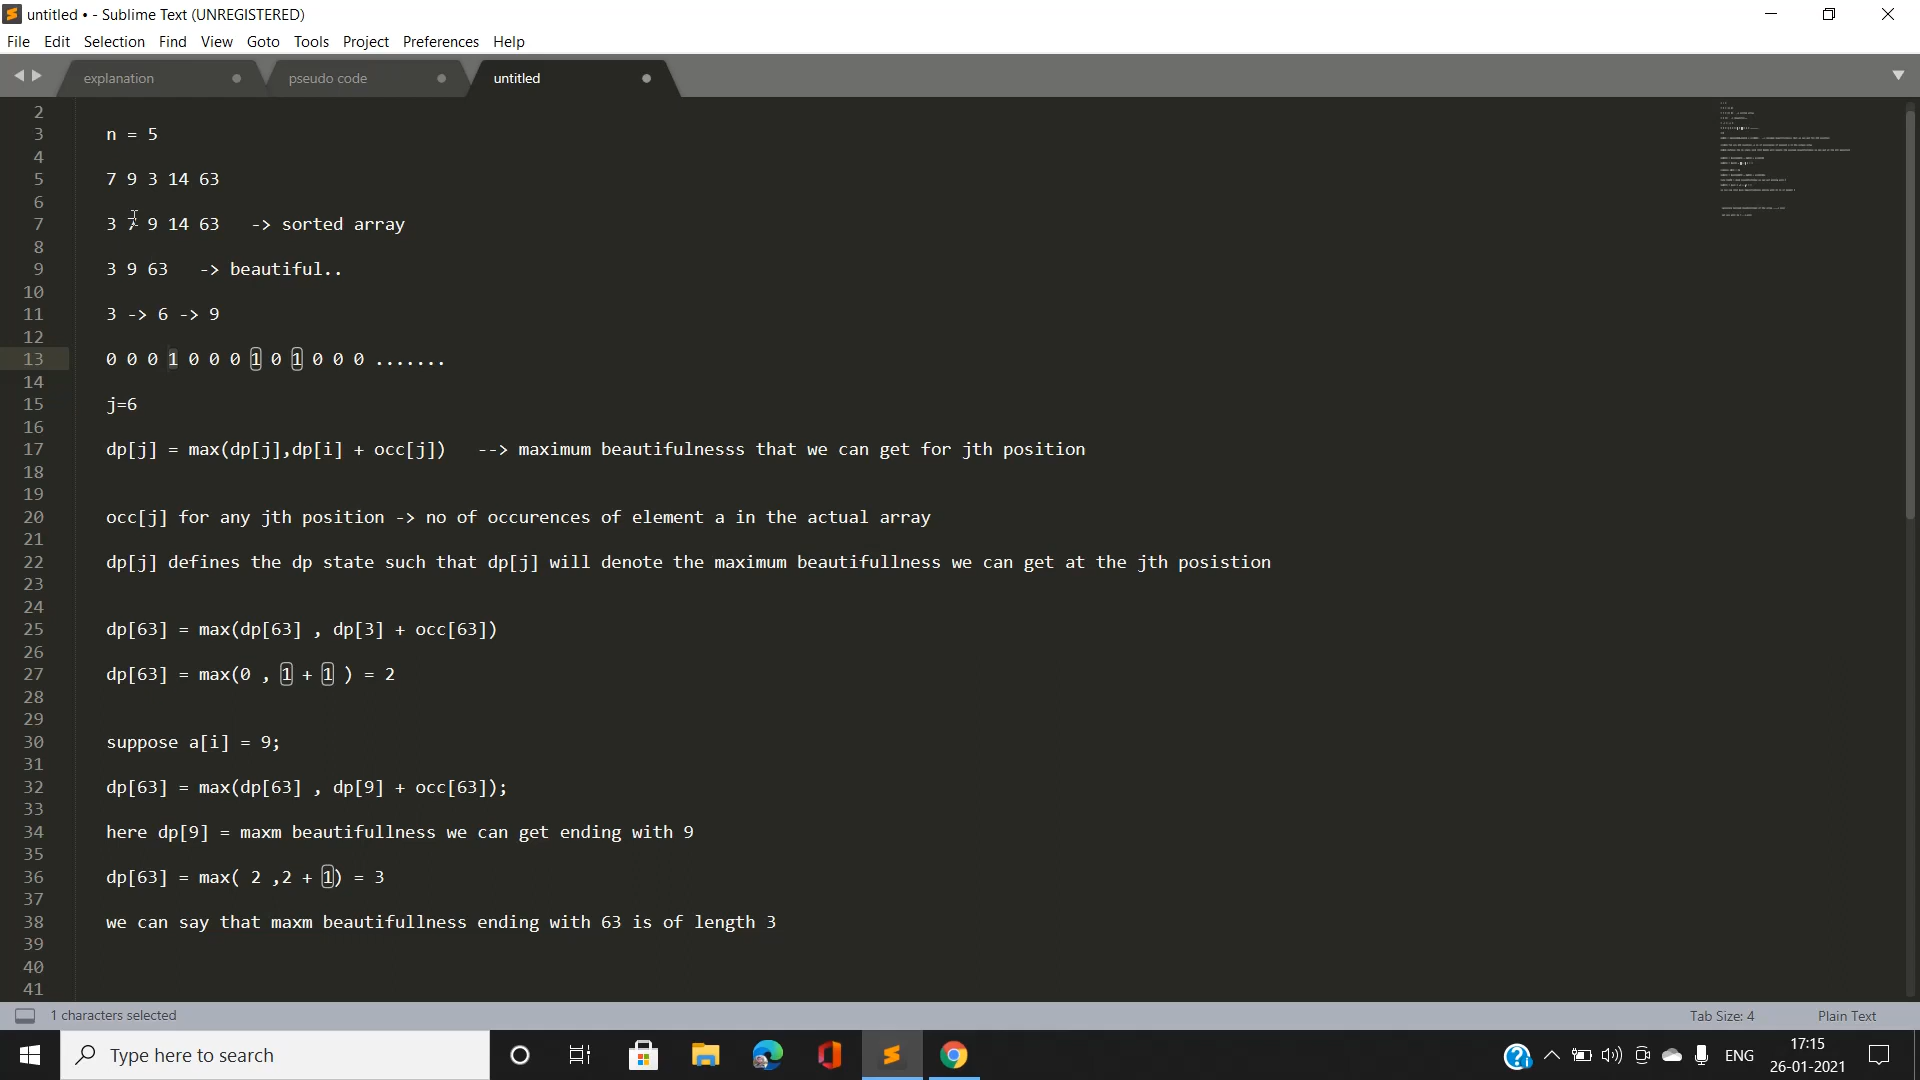 untitled • - Sublime Text (UNREGISTERED)
File Edit Selection Find View Goto Tools Project Preferences Help
explanation pseudo code untitled
2
3 n = 5
4
5 7 9 3 14 63
6
7 3 7 9 14 63 -> sorted array
8
9 3 9 63 -> beautiful..
10
11 3 -> 6 -> 9
12
13 0 0 0 1 0 0 0 1 0 1 0 0 0 .......
14
15 j=6
16
17 dp[j] = max(dp[j],dp[i] + occ[j]) --> maximum beautifulnesss that we can get for jth position
18
19
20 occ[j] for any jth position -> no of occurences of element a in the actual array
21
22 dp[j] defines the dp state such that dp[j] will denote the maximum beautifullness we can get at the jth posistion
23
24
25 dp[63] = max(dp[63] , dp[3] + occ[63])
26
27 dp[63] = max(0 , 1 + 1 ) = 2
28
29
30 suppose a[i] = 9;
31
32 dp[63] = max(dp[63] , dp[9] + occ[63]);
33
34 here dp[9] = maxm beautifullness we can get ending with 9
35
36 dp[63] = max( 2 ,2 + 1) = 3
37
38 we can say that maxm beautifullness ending with 63 is of length 3
39
40
41
1 characters selected Tab Size: 4 Plain Text
Type here to search ENG 17:15
26-01-2021